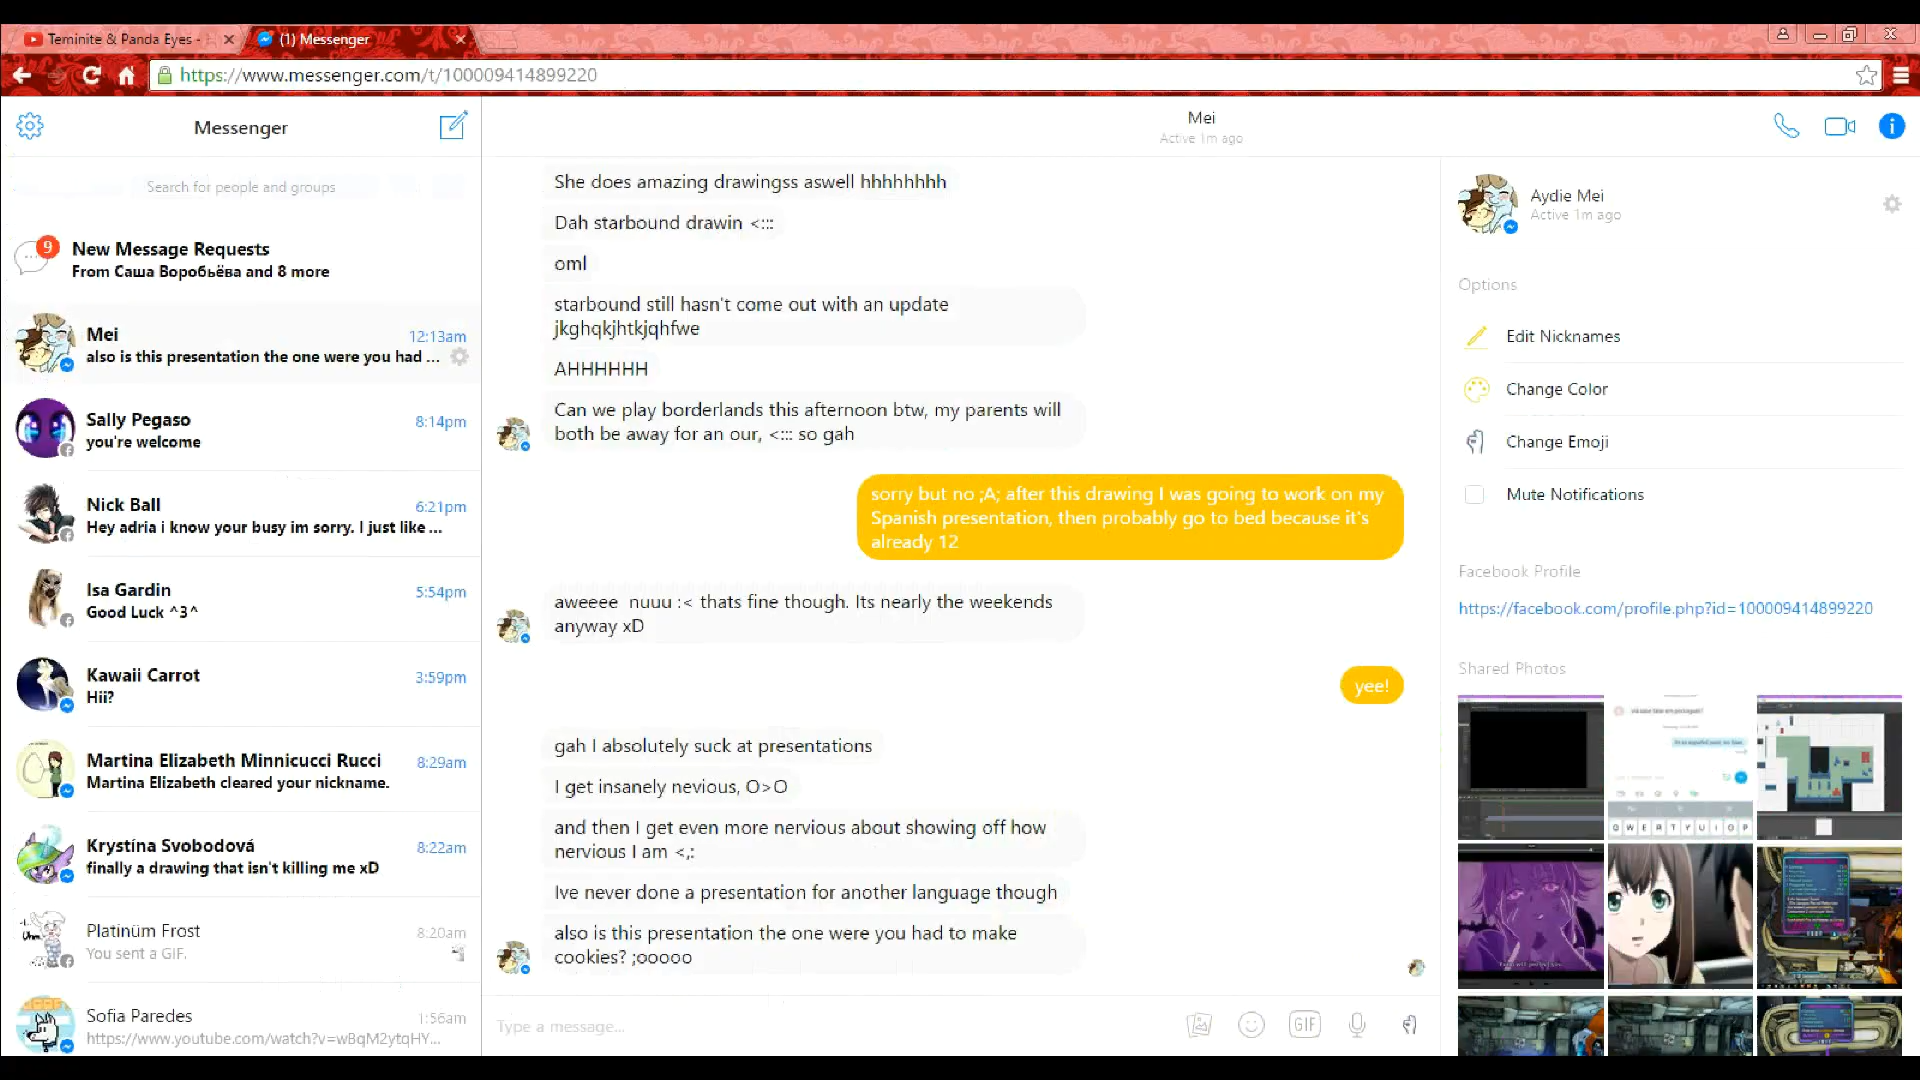 Teminite & Panda Eyes -
(1) Messenger
https://www.messenger.com/t/100009414899220
Messenger
Search for people and groups
9
New Message Requests
From Саша Воробьёва and 8 more
Mei
12:13am
also is this presentation the one were you had ...
Sally Pegaso
8:14pm
you're welcome
Nick Ball
6:21pm
Hey adria i know your busy im sorry. I just like ...
Isa Gardin
5:54pm
Good Luck ^3^
Kawaii Carrot
3:59pm
Hii?
Martina Elizabeth Minnicucci Rucci
8:29am
Martina Elizabeth cleared your nickname.
Krystína Svobodová
8:22am
finally a drawing that isn't killing me xD
Platinüm Frost
8:20am
You sent a GIF.
Sofia Paredes
1:56am
https://www.youtube.com/watch?v=wBqM2ytqHY...
Mei
Active 1m ago
She does amazing drawingss aswell hhhhhhhh
Dah starbound drawin <:::
oml
starbound still hasn't come out with an update
jkghqkjhtkjqhfwe
AHHHHHH
Can we play borderlands this afternoon btw, my parents will
both be away for an our, <::: so gah
sorry but no ;A; after this drawing I was going to work on my
Spanish presentation, then probably go to bed because it's
already 12
aweeee nuuu :< thats fine though. Its nearly the weekends
anyway xD
yee!
gah I absolutely suck at presentations
I get insanely nevious, O>O
and then I get even more nervious about showing off how
nervious I am <,:
Ive never done a presentation for another language though
also is this presentation the one were you had to make
cookies? ;ooooo
Type a message...
GIF
Aydie Mei
Active 1m ago
Options
Edit Nicknames
Change Color
Change Emoji
Mute Notifications
Facebook Profile
https://facebook.com/profile.php?id=100009414899220
Shared Photos
Q W E R T Y U I O P